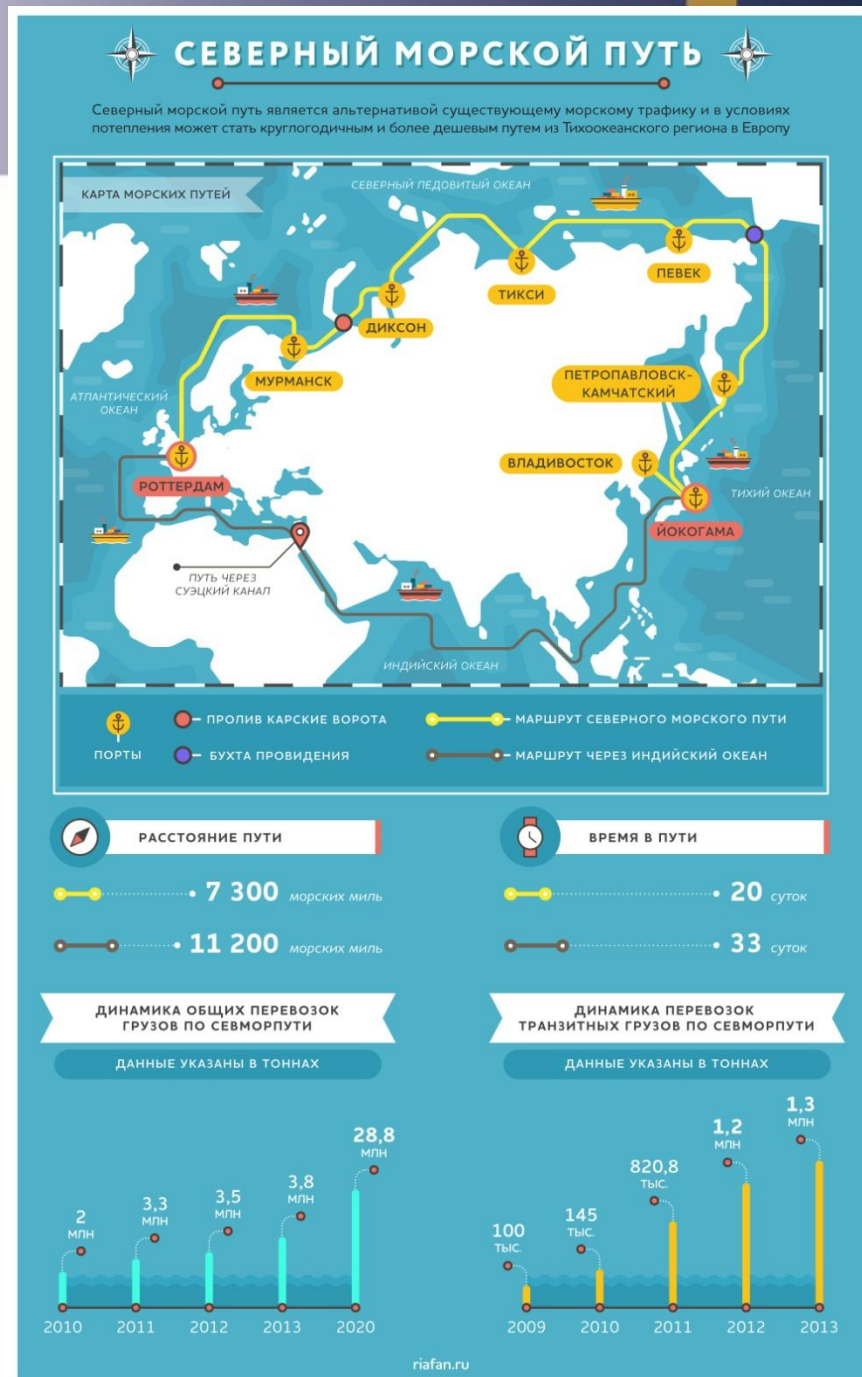 СЕВЕРНЫЙ МОРСКОЙ ПУТЬ
Северный морской путь является альтернативой существующему морскому трафику и в условиях
потепления может стать круглогодичным и более дешевым путем из Тихоокеанского региона в Европу
КАРТА МОРСКИХ ПУТЕЙ
СЕВЕРНЫЙ ЛЕДОВИТЫЙ ОКЕАН
ПЕВЕК
ТИКСИ
ДИКСОН
МУРМАНСК
ПЕТРОПАВЛОВСК-
КАМЧАТСКИЙ
АТЛАНТИЧЕСКИЙ
ОКЕАН
ВЛАДИВОСТОК
РОТТЕРДАМ
ТИХИЙ ОКЕАН
ЙОКОГАМА
ПУТЬ ЧЕРЕЗ
СУЭЦКИЙ КАНАЛ
ИНДИЙСКИЙ ОКЕАН
ПОРТЫ
ПРОЛИВ КАРСКИЕ ВОРОТА
БУХТА ПРОВИДЕНИЯ
МАРШРУТ СЕВЕРНОГО МОРСКОГО ПУТИ
МАРШРУТ ЧЕРЕЗ ИНДИЙСКИЙ ОКЕАН
РАССТОЯНИЕ ПУТИ
7 300 морских миль
11 200 морских миль
ВРЕМЯ В ПУТИ
20 суток
33 суток
ДИНАМИКА ОБЩИХ ПЕРЕВОЗОК
ГРУЗОВ ПО СЕВМОРПУТИ
ДАННЫЕ УКАЗАНЫ В ТОННАХ
2
МЛН
3,3
МЛН
3,5
МЛН
3,8
МЛН
28,8
МЛН
2010 2011 2012 2013 2020
ДИНАМИКА ПЕРЕВОЗОК
ТРАНЗИТНЫХ ГРУЗОВ ПО СЕВМОРПУТИ
ДАННЫЕ УКАЗАНЫ В ТОННАХ
100
ТЫС.
145
ТЫС.
820,8
ТЫС.
1,2
МЛН
1,3
МЛН
2009 2010 2011 2012 2013
riafan.ru